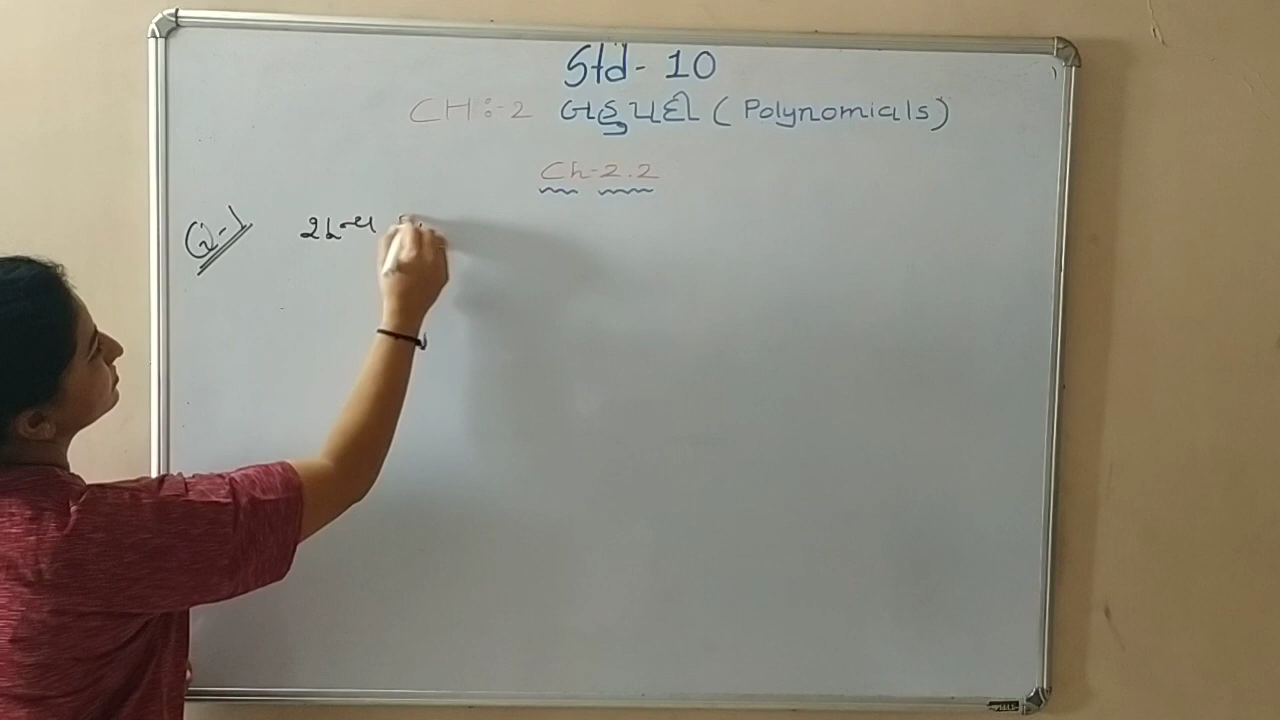 Std - 10
CH :- 2 બહુપદી ( Polynomials )
Ch - 2.2
Q-1 શૂન્ય